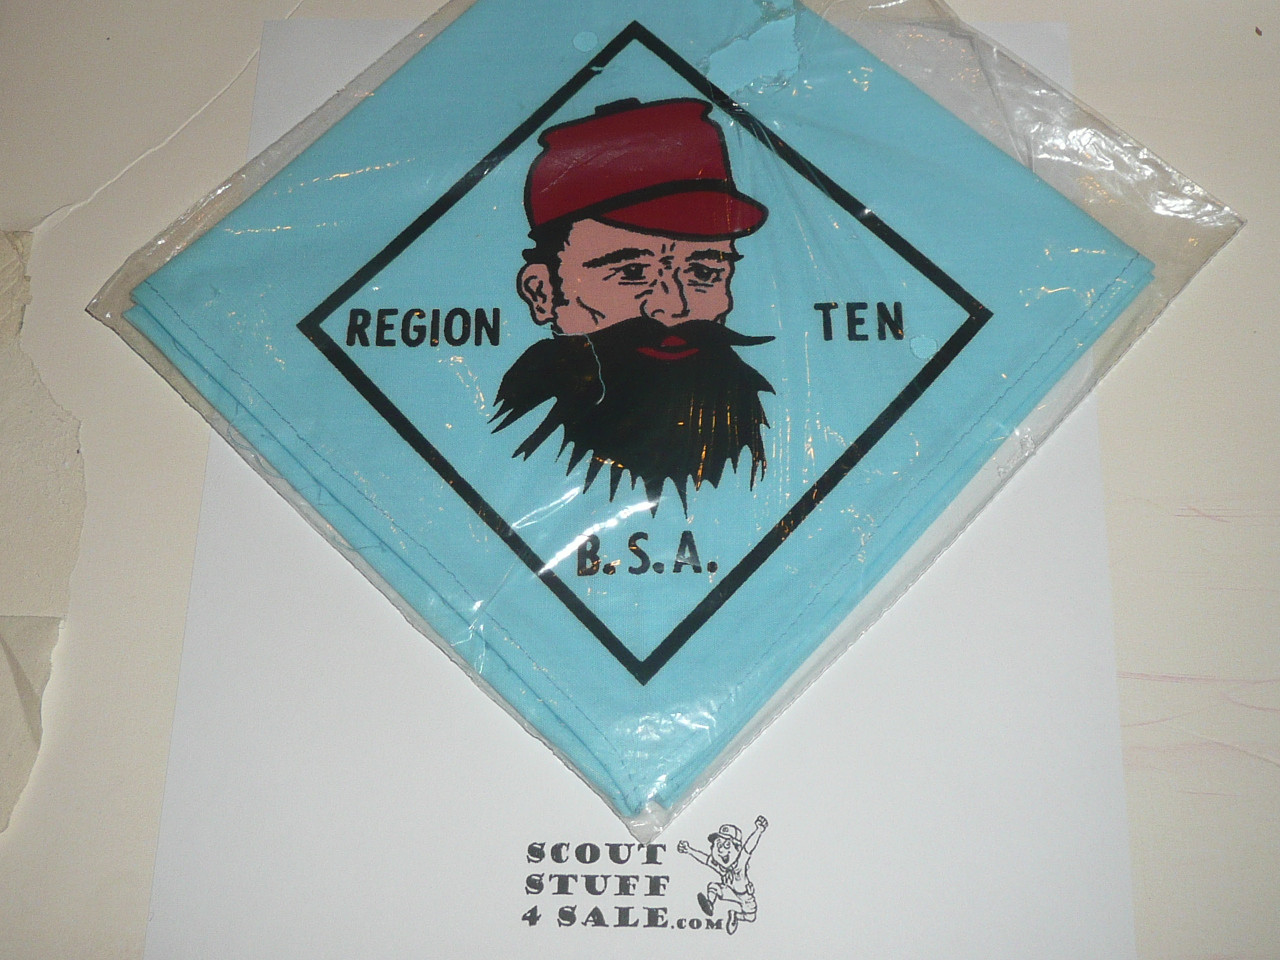 REGION TEN
B.S.A.
SCOUT
STUFF
4 SALE.COM